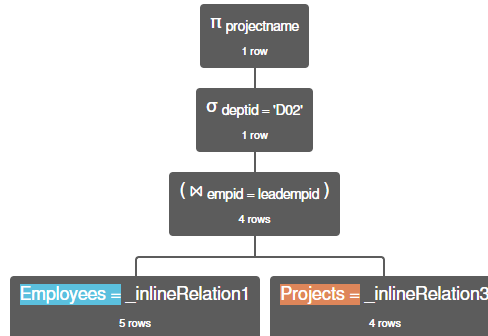 π projectname
1 row
σ deptid = 'D02'
1 row
( ⋈ empid = leadempid )
4 rows
Employees = _inlineRelation1
5 rows
Projects = _inlineRelation3
4 rows